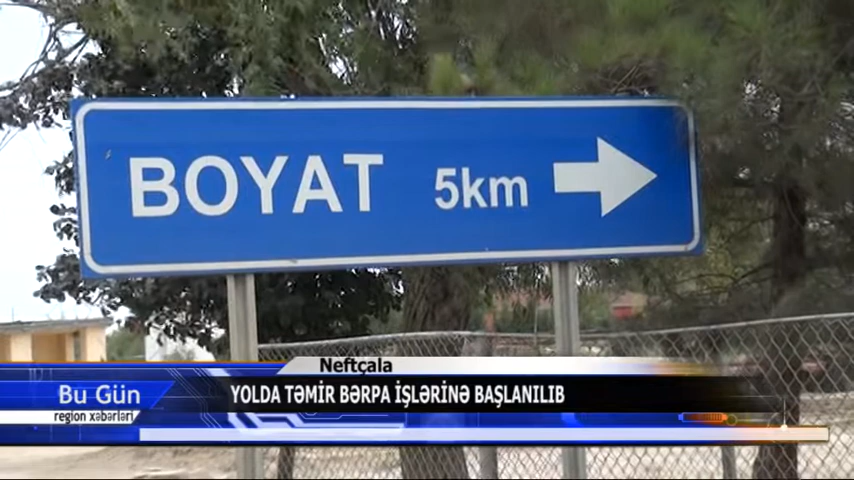 BOYAT 5km
Neftçala
Bu Gün
region xəbərləri
YOLDA TƏMİR BƏRPA İŞLƏRİNƏ BAŞLANILIB